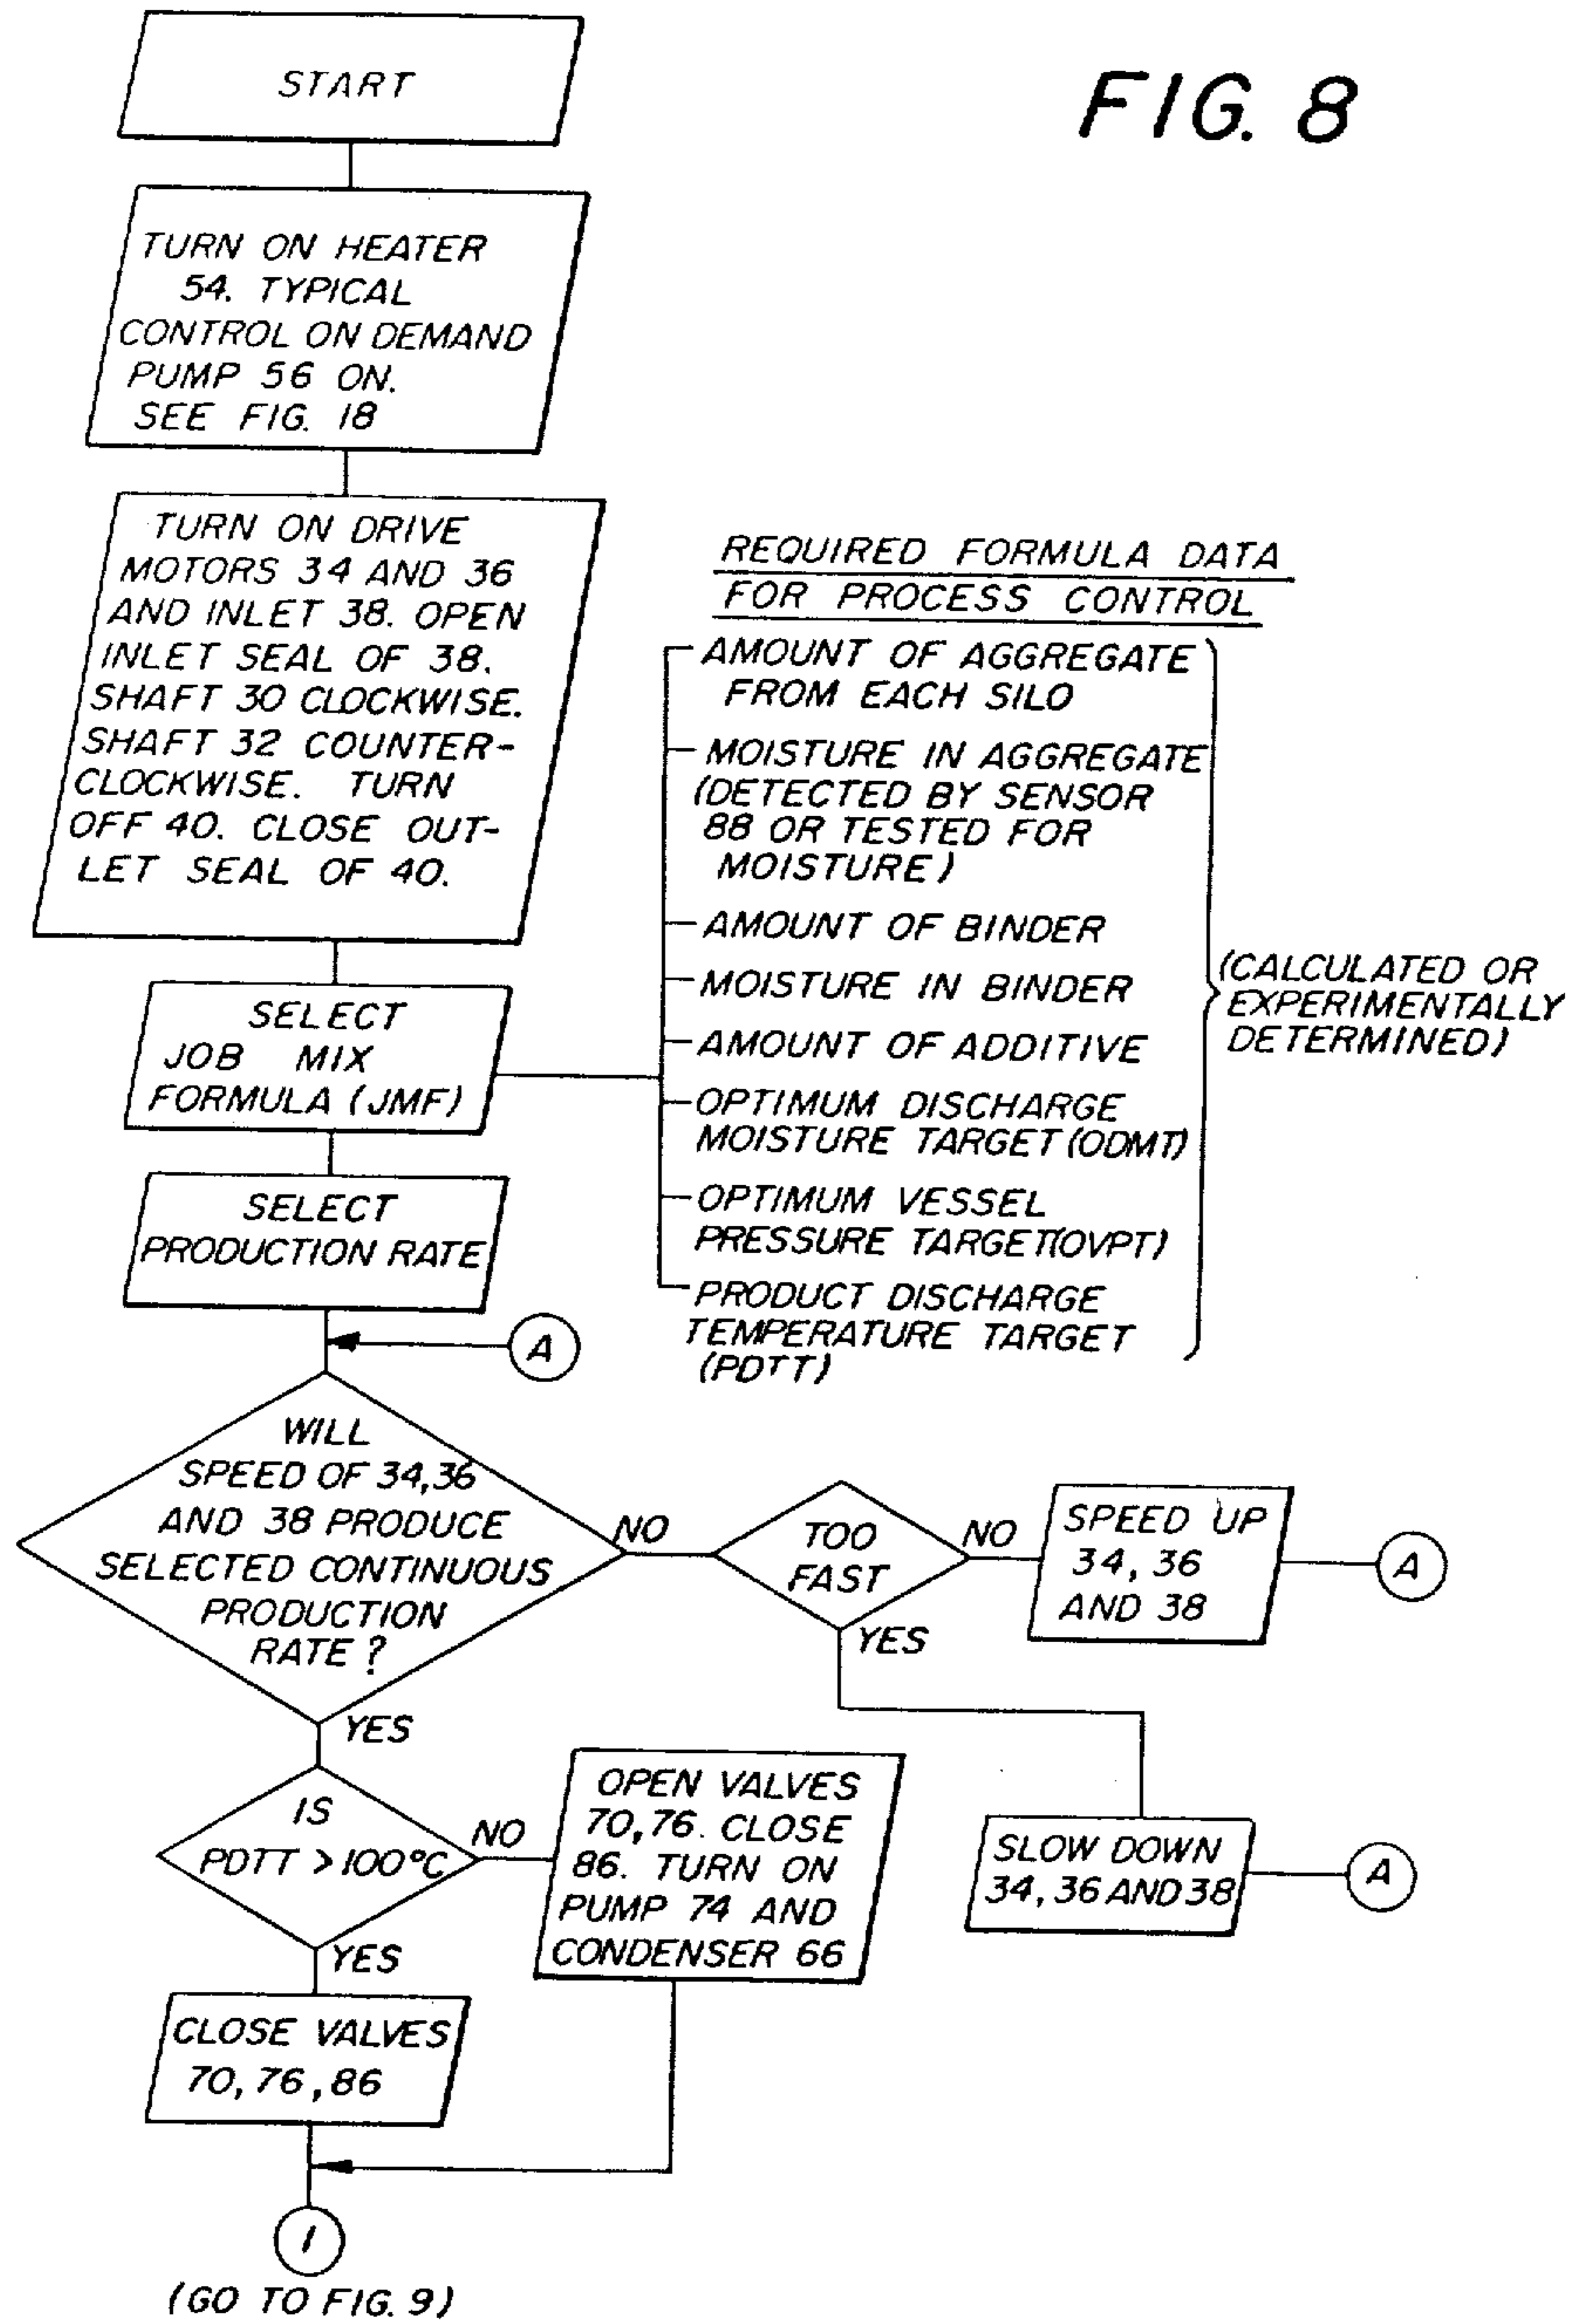 FIG. 8
START
TURN ON HEATER
54. TYPICAL
CONTROL ON DEMAND
PUMP 56 ON.
SEE FIG. 18
TURN ON DRIVE
MOTORS 34 AND 36
AND INLET 38. OPEN
INLET SEAL OF 38.
SHAFT 30 CLOCKWISE.
SHAFT 32 COUNTER-
CLOCKWISE. TURN
OFF 40. CLOSE OUT-
LET SEAL OF 40.
SELECT
JOB MIX
FORMULA (JMF)
REQUIRED FORMULA DATA
FOR PROCESS CONTROL
AMOUNT OF AGGREGATE
FROM EACH SILO
MOISTURE IN AGGREGATE
(DETECTED BY SENSOR
88 OR TESTED FOR
MOISTURE)
AMOUNT OF BINDER
MOISTURE IN BINDER
AMOUNT OF ADDITIVE
OPTIMUM DISCHARGE
MOISTURE TARGET (ODMT)
OPTIMUM VESSEL
PRESSURE TARGET(OVPT)
PRODUCT DISCHARGE
TEMPERATURE TARGET
(PDTT)
(CALCULATED OR
EXPERIMENTALLY
DETERMINED)
SELECT
PRODUCTION RATE
A
WILL
SPEED OF 34,36
AND 38 PRODUCE
SELECTED CONTINUOUS
PRODUCTION
RATE?
NO
TOO
FAST
NO
SPEED UP
34, 36
AND 38
A
YES
SLOW DOWN
34, 36 AND 38
A
YES
IS
PDTT >100°C
NO
OPEN VALVES
70,76. CLOSE
86. TURN ON
PUMP 74 AND
CONDENSER 66
YES
CLOSE VALVES
70, 76, 86
1
(GO TO FIG. 9)